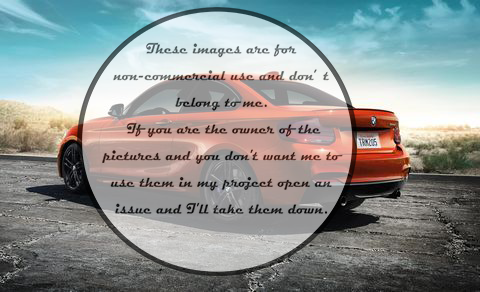 These images are for
non-commercial use and don't
belong to me.
If you are the owner of the
pictures and you don't want me to
use them in my project open an
issue and I'll take them down.
TRM205